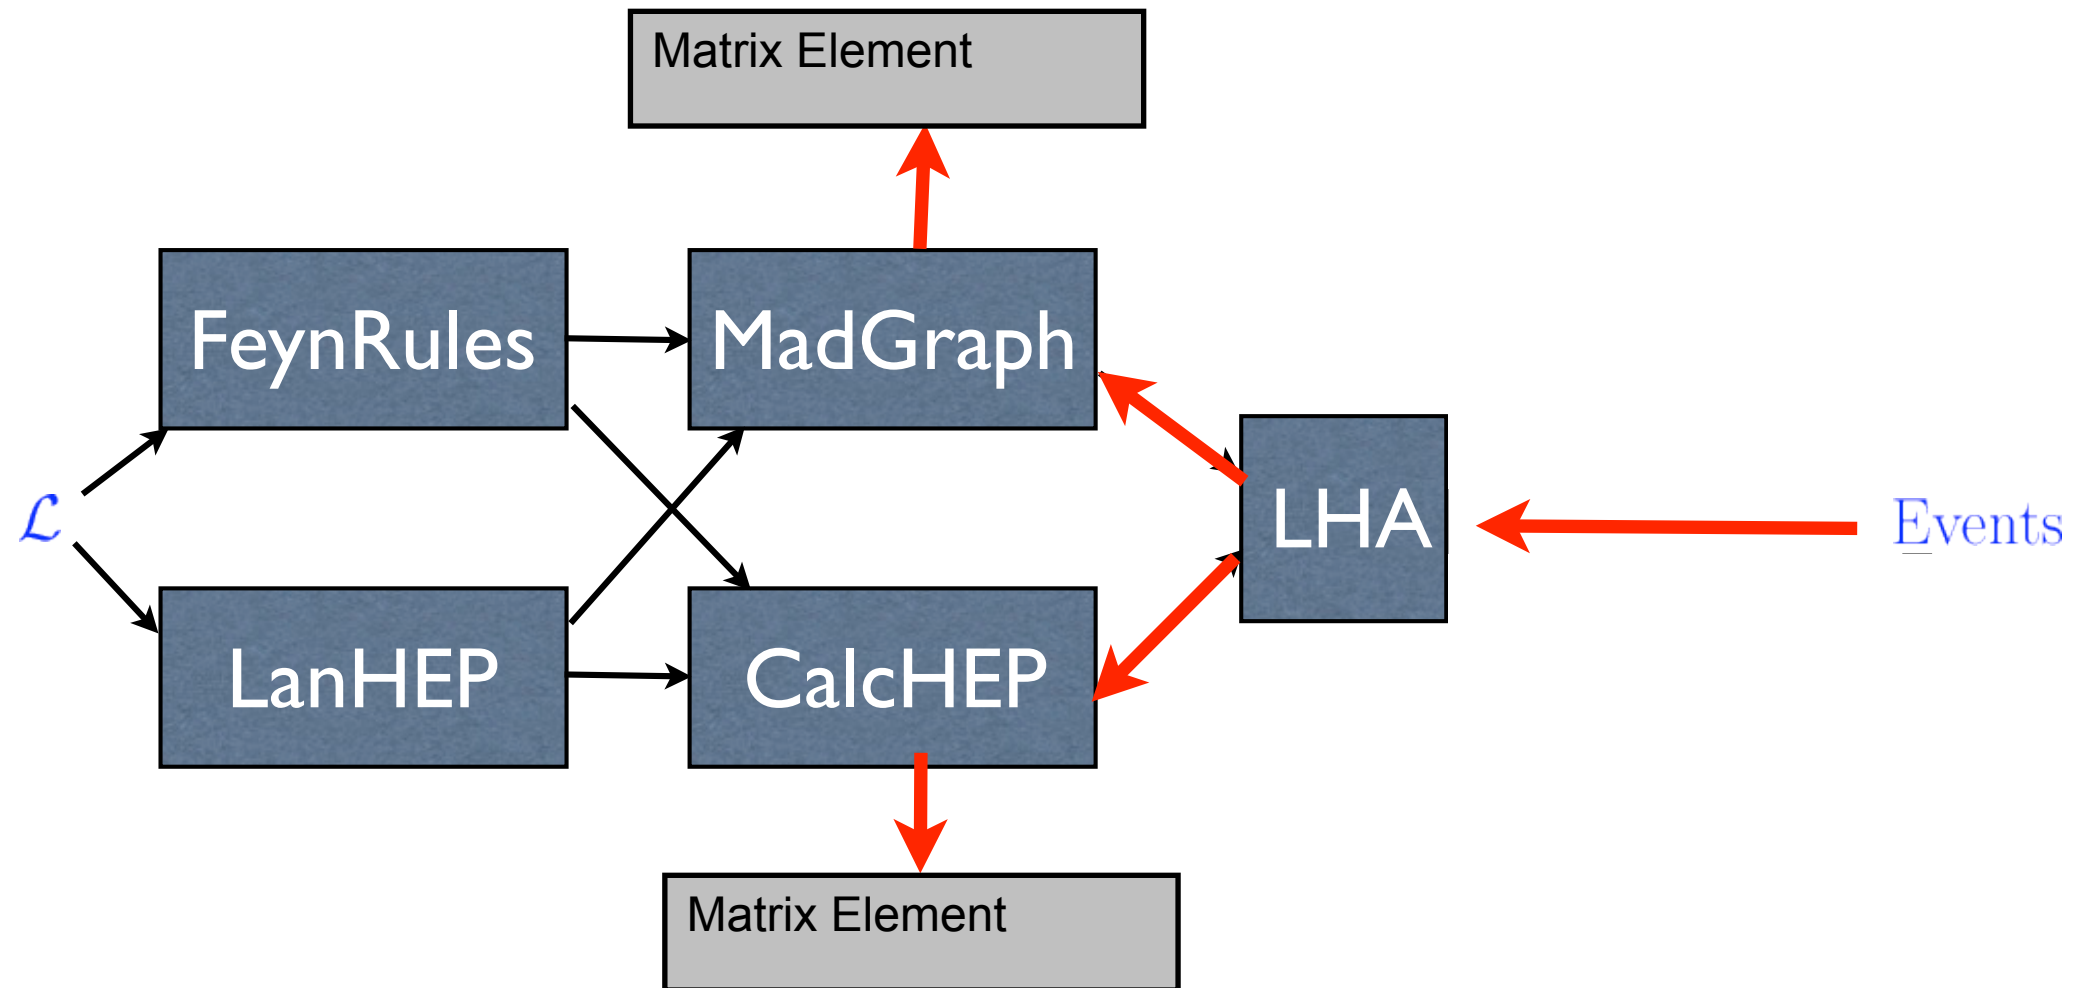 Matrix Element
FeynRules
MadGraph
ℒ
LHA
Events
LanHEP
CalcHEP
Matrix Element